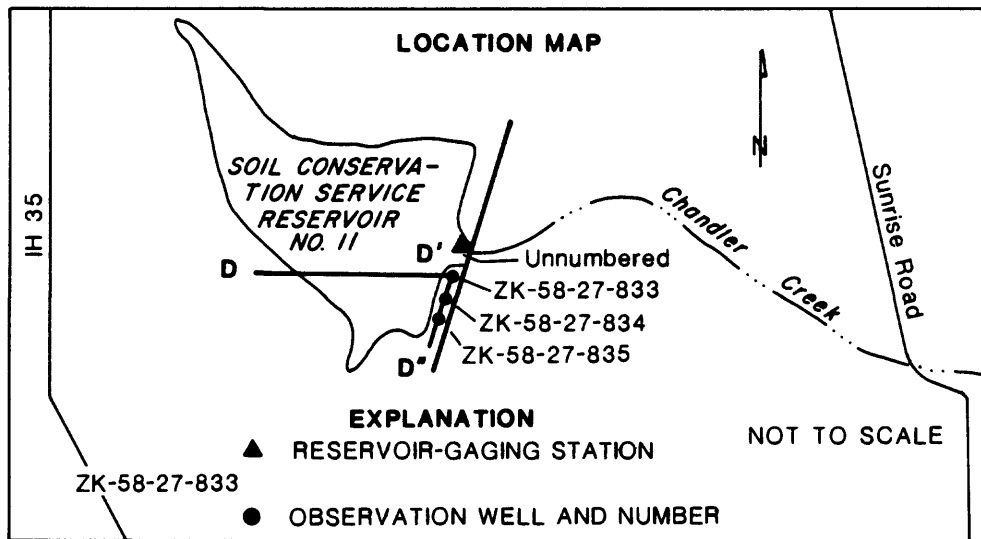 LOCATION MAP
N
IH 35
SOIL CONSERVA-
TION SERVICE
RESERVOIR
NO. 11
D
D'
Unnumbered
ZK-58-27-833
ZK-58-27-834
ZK-58-27-835
D"
Chandler
Creek
Sunrise Road
EXPLANATION
RESERVOIR-GAGING STATION
NOT TO SCALE
ZK-58-27-833
OBSERVATION WELL AND NUMBER